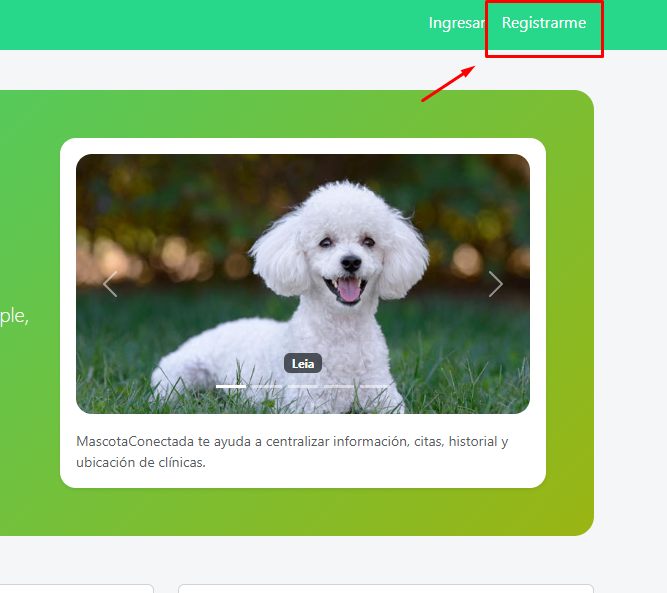 Ingresar Registrarme
ple,
Leia
MascotaConectada te ayuda a centralizar información, citas, historial y
ubicación de clínicas.